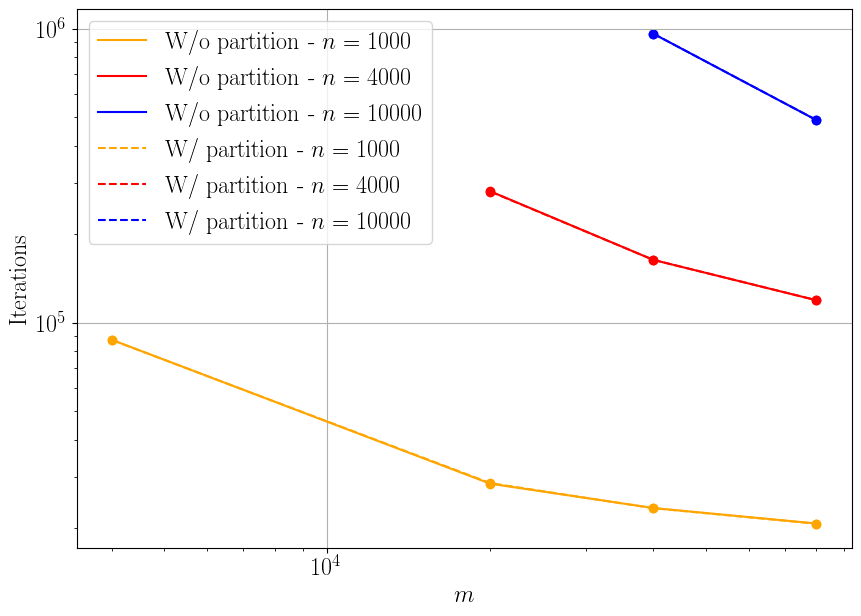 10^6
W/o partition - n = 1000
W/o partition - n = 4000
W/o partition - n = 10000
W/ partition - n = 1000
W/ partition - n = 4000
W/ partition - n = 10000
Iterations
10^5
10^4
m